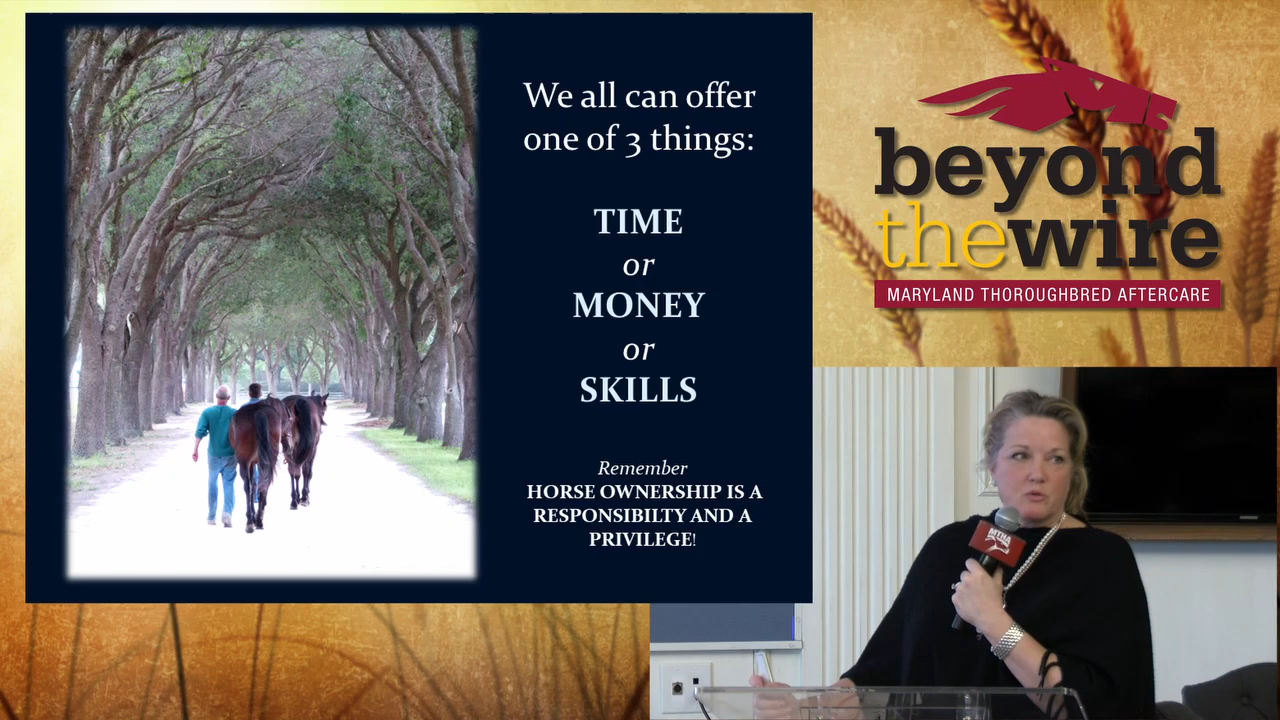 We all can offer
one of 3 things:
TIME
or
MONEY
or
SKILLS
Remember
HORSE OWNERSHIP IS A
RESPONSIBILTY AND A
PRIVILEGE!
beyond
thewire
MARYLAND THOROUGHBRED AFTERCARE
MTHA